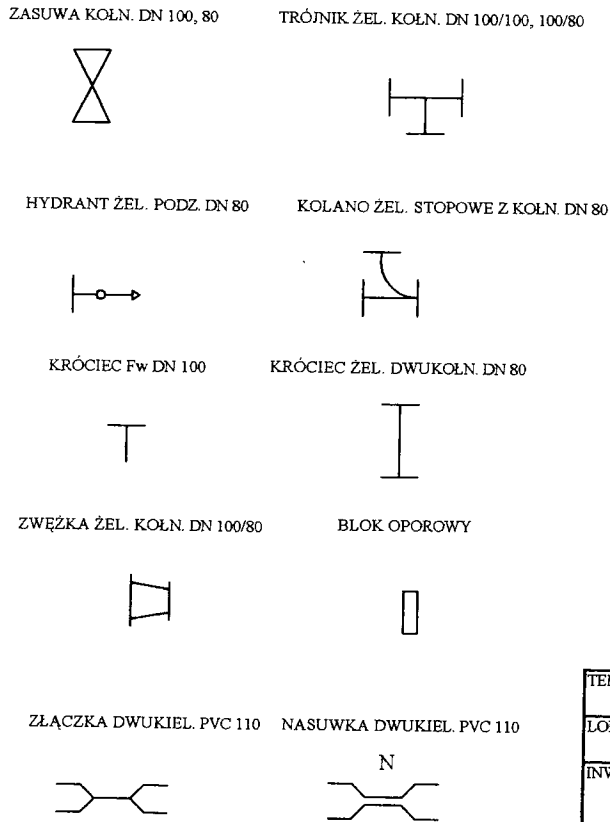 ZASUWA KOŁN. DN 100, 80
TRÓJNIK ŻEL. KOŁN. DN 100/100, 100/80
HYDRANT ŻEL. PODZ. DN 80
KOLANO ŻEL. STOPOWE Z KOŁN. DN 80
KRÓCIEC Fw DN 100
KRÓCIEC ŻEL. DWUKOŁN. DN 80
ZWĘŻKA ŻEL. KOŁN. DN 100/80
BLOK OPOROWY
ZŁĄCZKA DWUKIEL. PVC 110
NASUWKA DWUKIEL. PVC 110
N